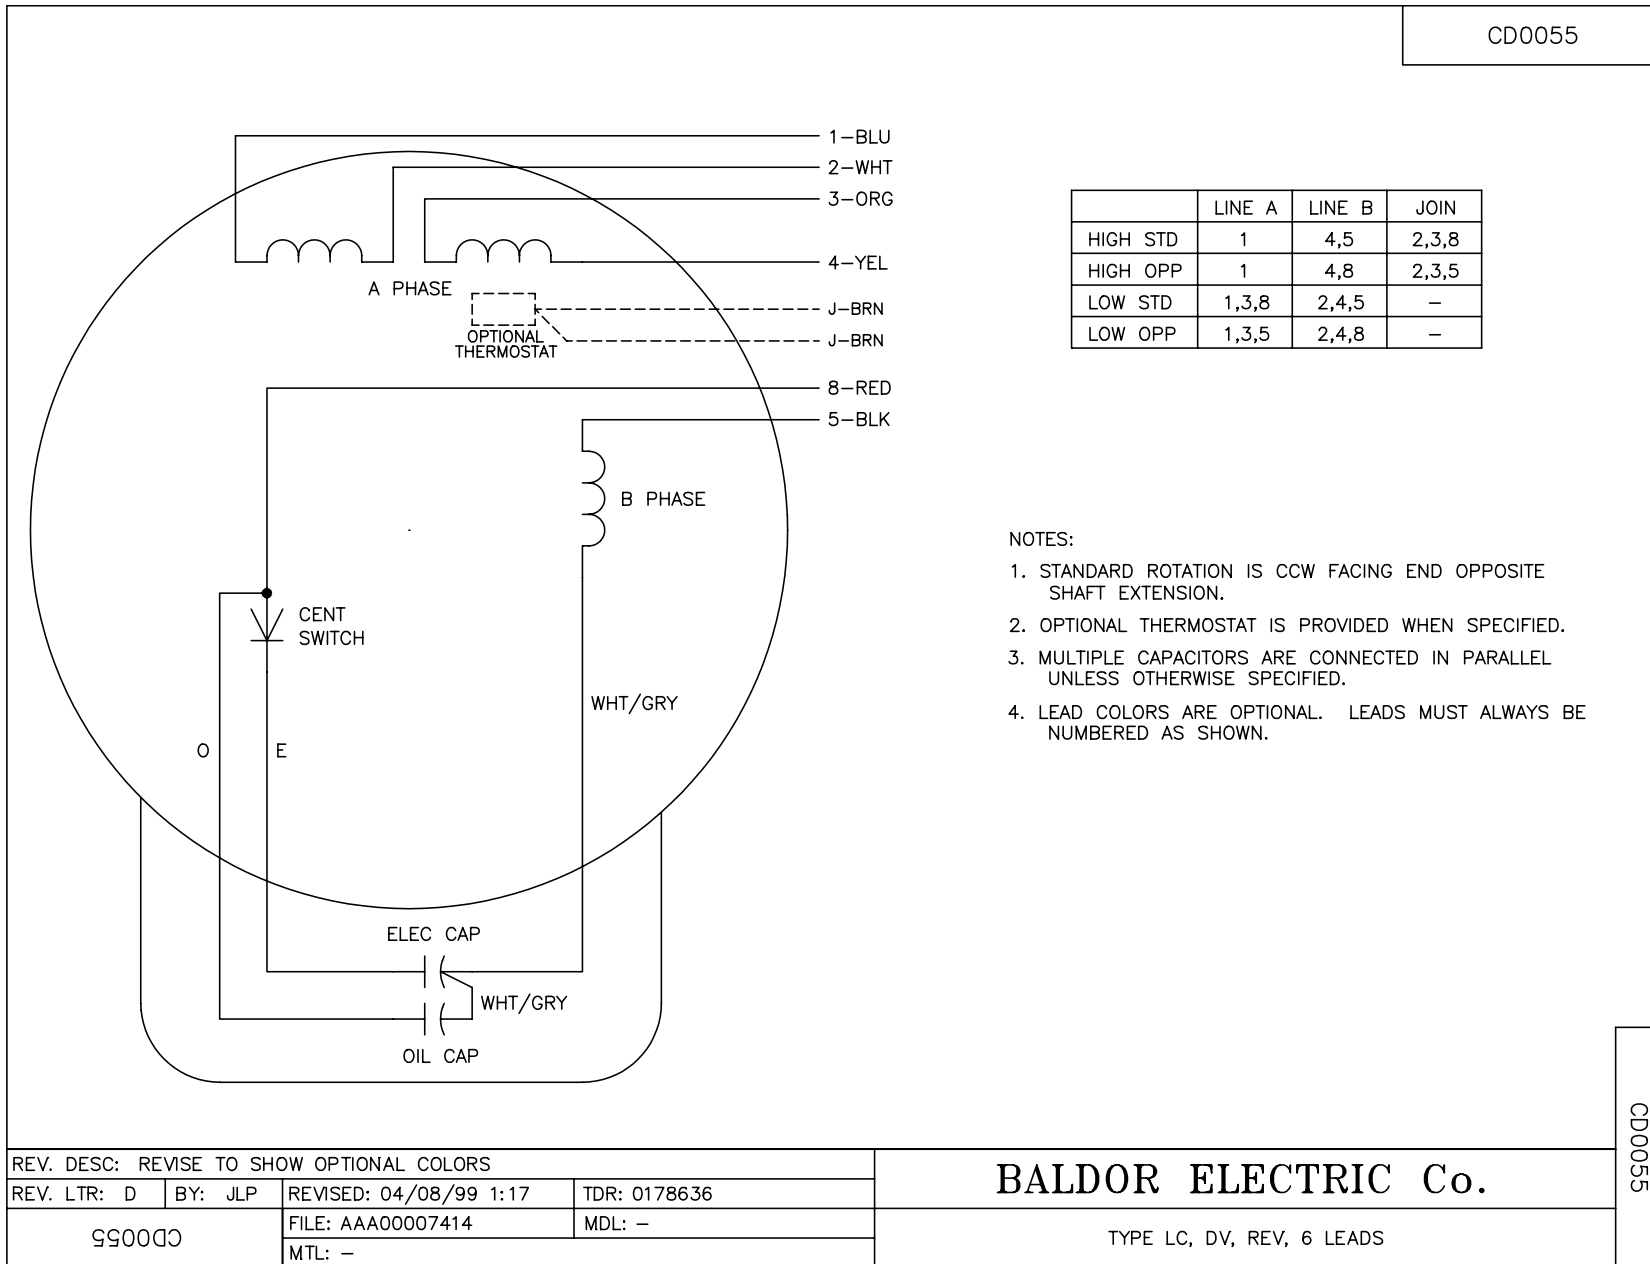 CD0055
1-BLU
2-WHT
3-ORG
4-YEL
A PHASE
J-BRN
J-BRN
OPTIONAL
THERMOSTAT
8-RED
5-BLK
B PHASE
CENT
SWITCH
WHT/GRY
O E
ELEC CAP
WHT/GRY
OIL CAP
LINE A LINE B JOIN
HIGH STD 1 4,5 2,3,8
HIGH OPP 1 4,8 2,3,5
LOW STD 1,3,8 2,4,5 -
LOW OPP 1,3,5 2,4,8 -
NOTES:
1. STANDARD ROTATION IS CCW FACING END OPPOSITE
SHAFT EXTENSION.
2. OPTIONAL THERMOSTAT IS PROVIDED WHEN SPECIFIED.
3. MULTIPLE CAPACITORS ARE CONNECTED IN PARALLEL
UNLESS OTHERWISE SPECIFIED.
4. LEAD COLORS ARE OPTIONAL. LEADS MUST ALWAYS BE
NUMBERED AS SHOWN.
CD0055
REV. DESC: REVISE TO SHOW OPTIONAL COLORS
REV. LTR: D BY: JLP REVISED: 04/08/99 1:17 TDR: 0178636
CD0055
FILE: AAA00007414 MDL: -
MTL: -
BALDOR ELECTRIC Co.
TYPE LC, DV, REV, 6 LEADS